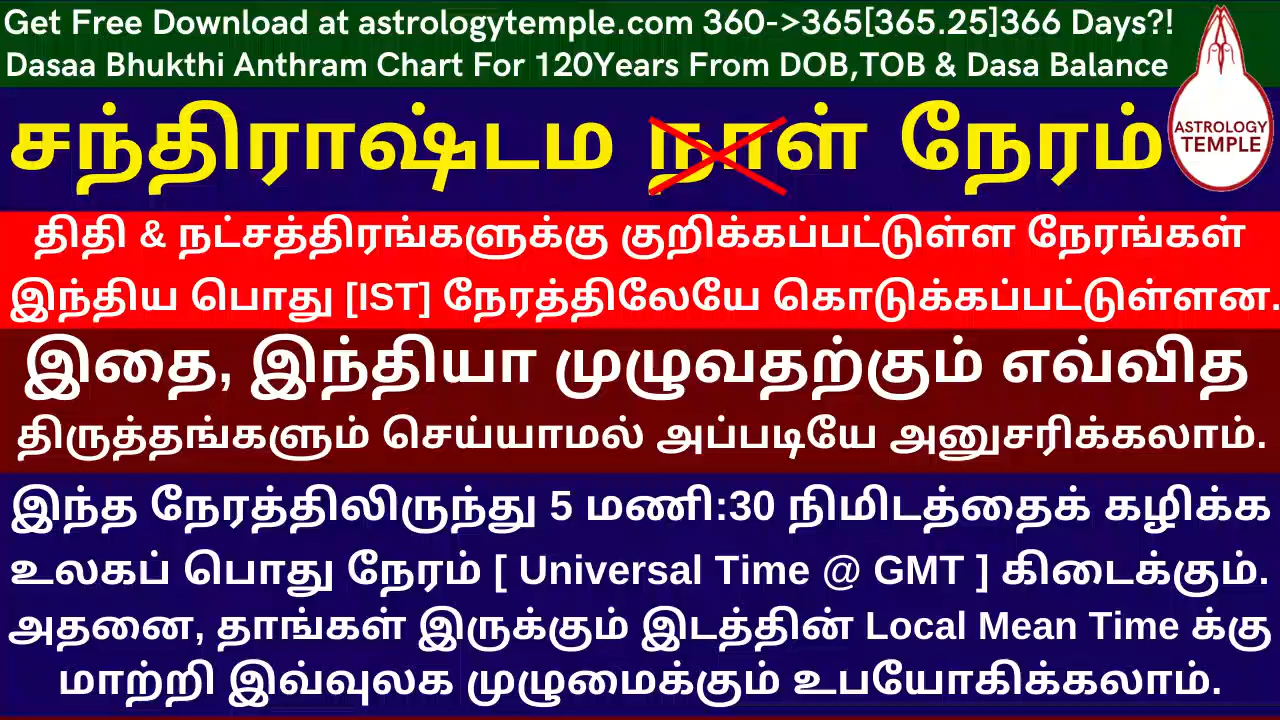 Get Free Download at astrologytemple.com 360->365[365.25]366 Days?!
Dasaa Bhukthi Anthram Chart For 120Years From DOB,TOB & Dasa Balance
சந்திராஷ்டம நாள் நேரம்
ASTROLOGY
TEMPLE
திதி & நட்சத்திரங்களுக்கு குறிக்கப்பட்டுள்ள நேரங்கள்
இந்திய பொது [IST] நேரத்திலேயே கொடுக்கப்பட்டுள்ளன.
இதை, இந்தியா முழுவதற்கும் எவ்வித
திருத்தங்களும் செய்யாமல் அப்படியே அனுசரிக்கலாம்.
இந்த நேரத்திலிருந்து 5 மணி:30 நிமிடத்தைக் கழிக்க
உலகப் பொது நேரம் [ Universal Time @ GMT ] கிடைக்கும்.
அதனை, தாங்கள் இருக்கும் இடத்தின் Local Mean Time க்கு
மாற்றி இவ்வுலக முழுமைக்கும் உபயோகிக்கலாம்.